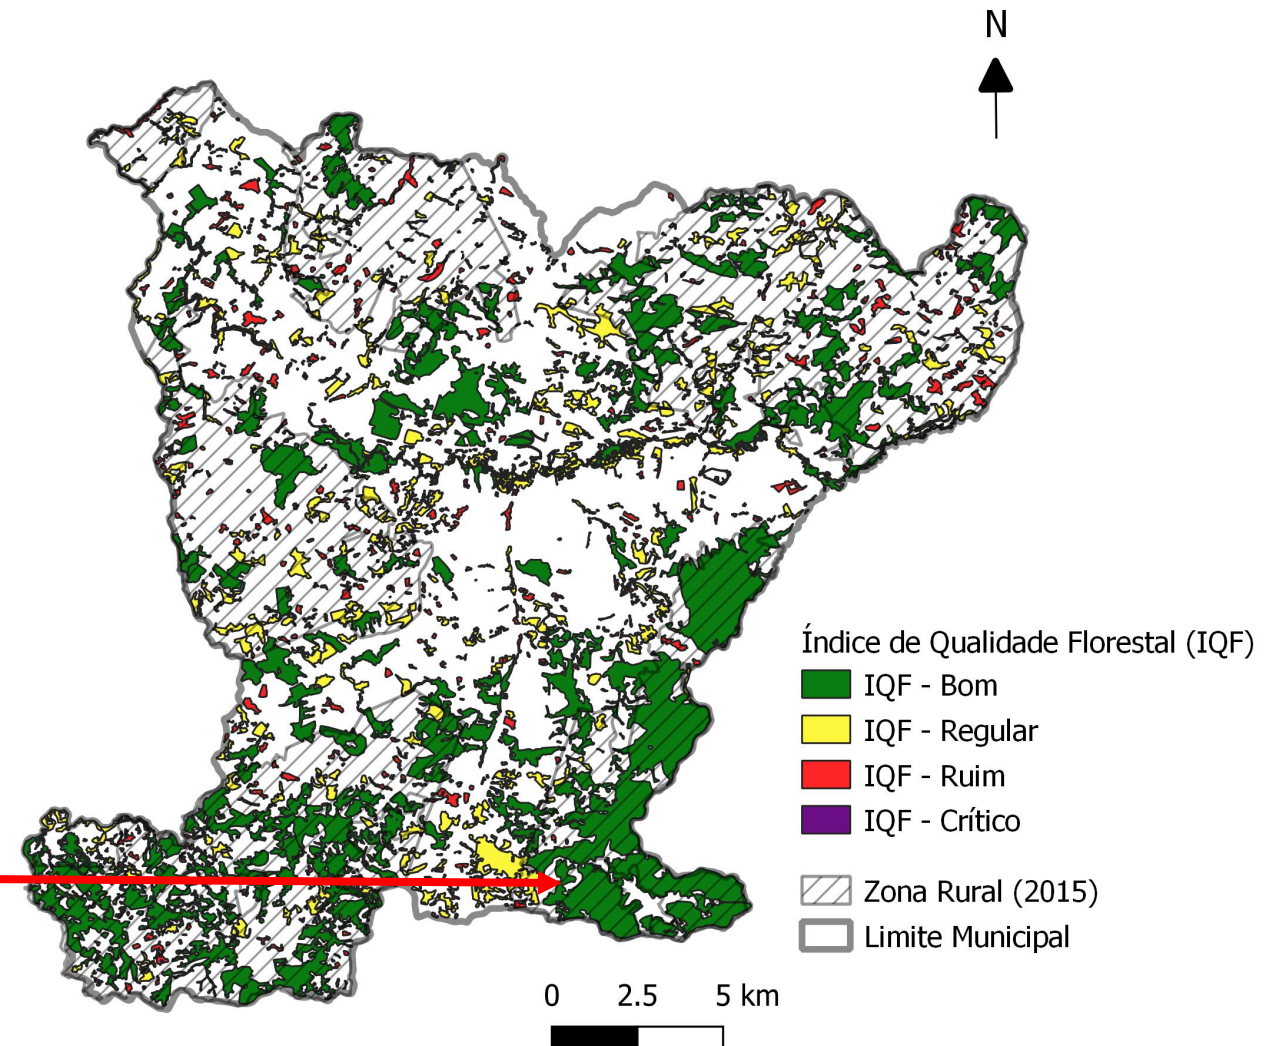 N
Índice de Qualidade Florestal (IQF)
IQF - Bom
IQF - Regular
IQF - Ruim
IQF - Crítico
Zona Rural (2015)
Limite Municipal
0 2.5 5 km